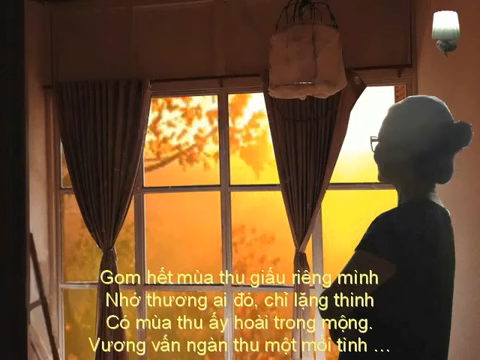 Gom hết mùa thu giấu riêng mình
Nhớ thương ai đó, chỉ lặng thinh
Có mùa thu ấy hoài trong mộng.
Vương vấn ngàn thu một mối tình ...